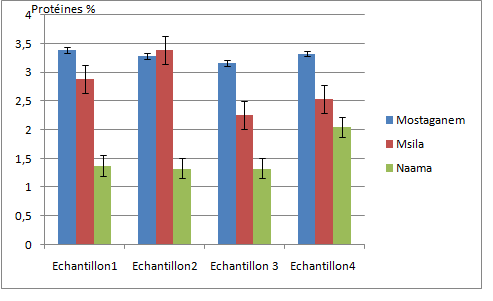 Protéines %
4
3,5
3
2,5
2
1,5
1
0,5
0
Echantillon1 Echantillon2 Echantillon 3 Echantillon4
Mostaganem
Msila
Naama